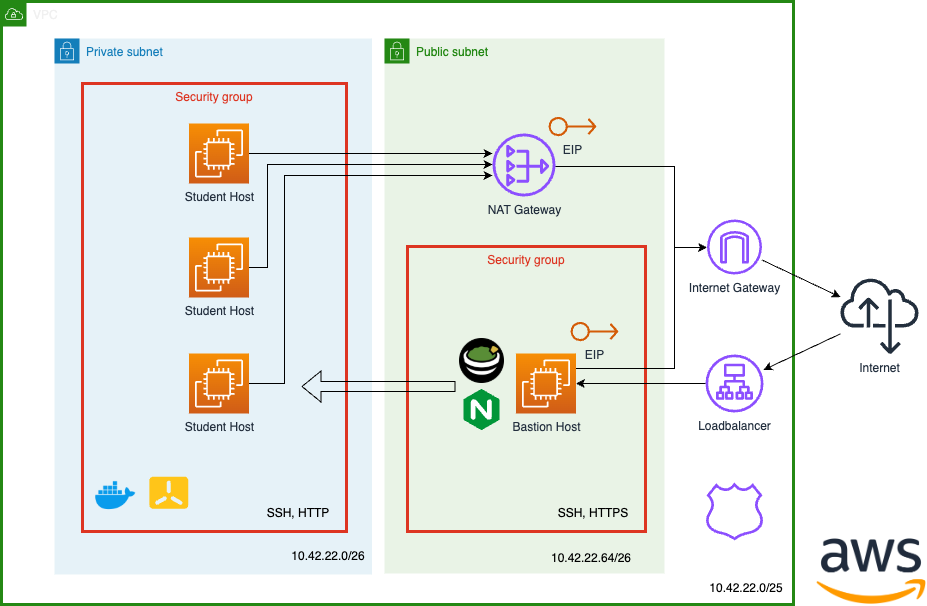 VPC
Private subnet
Public subnet
Security group
EIP
Student Host
NAT Gateway
Security group
Internet Gateway
Student Host
EIP
Internet
Student Host
N
Bastion Host
Loadbalancer
SSH, HTTP
SSH, HTTPS
10.42.22.0/26
10.42.22.64/26
10.42.22.0/25
aws